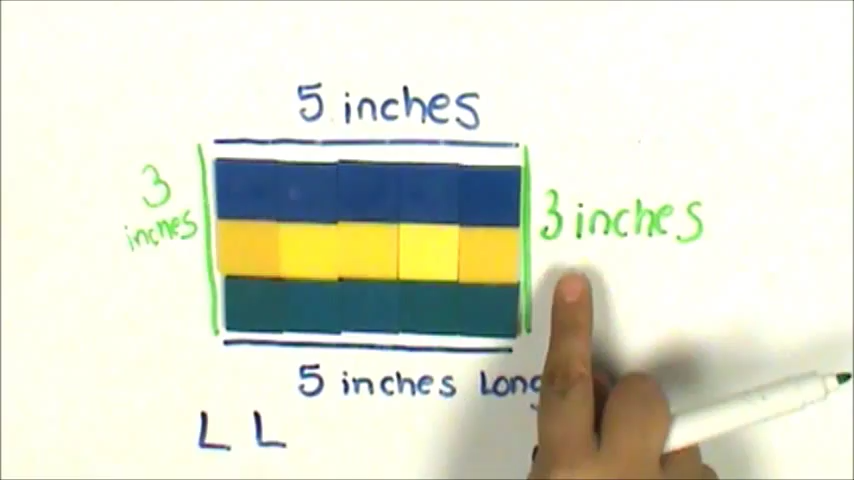 5 inches
3
inches
3 inches
5 inches Long
L L